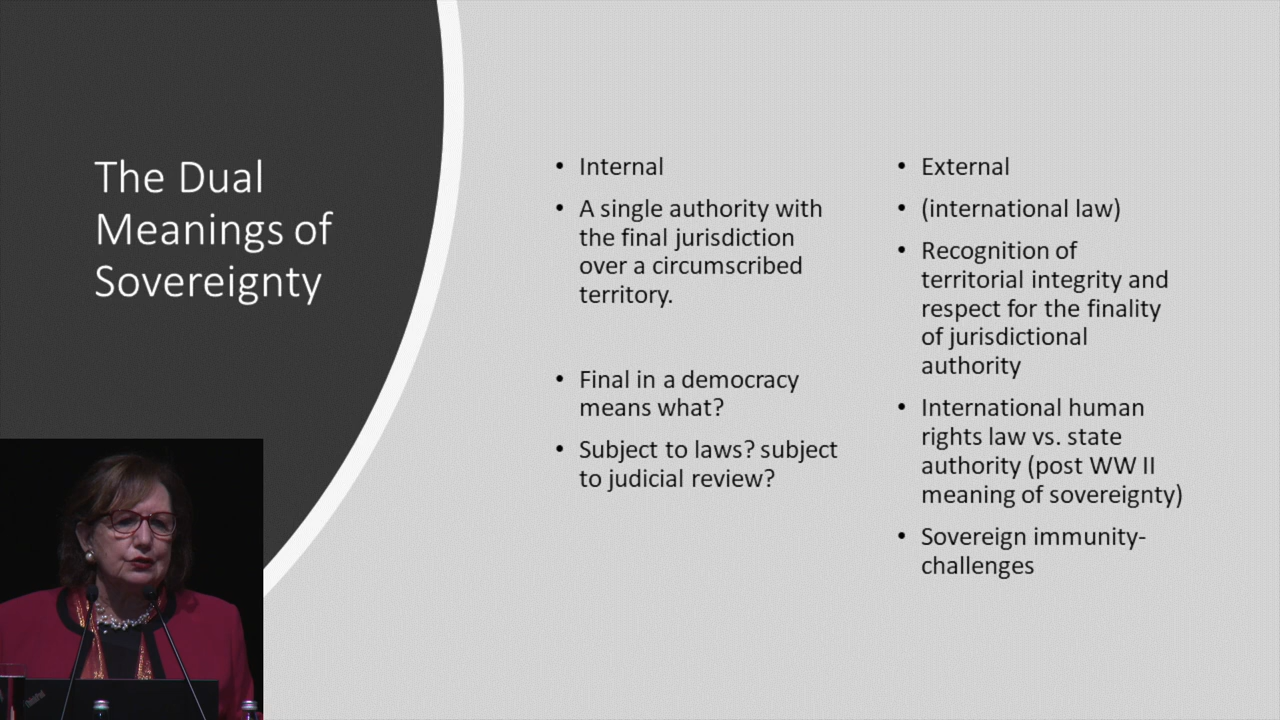 The Dual
Meanings of
Sovereignty
• Internal
• A single authority with
the final jurisdiction
over a circumscribed
territory.
• Final in a democracy
means what?
• Subject to laws? subject
to judicial review?
• External
• (international law)
• Recognition of
territorial integrity and
respect for the finality
of jurisdictional
authority
• International human
rights law vs. state
authority (post WW II
meaning of sovereignty)
• Sovereign immunity-
challenges